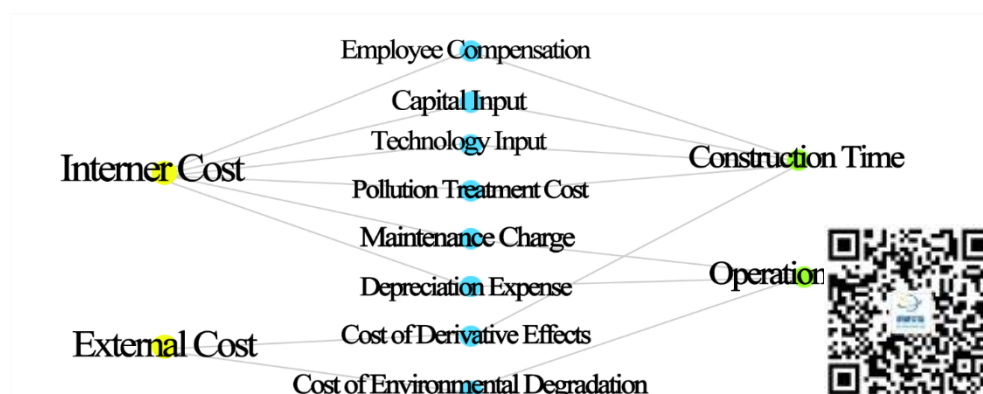 Employee Compensation
Capital Input
Technology Input
Interner Cost
Construction Time
Pollution Treatment Cost
Maintenance Charge
Operation
Depreciation Expense
Cost of Derivative Effects
External Cost
Cost of Environmental Degradation